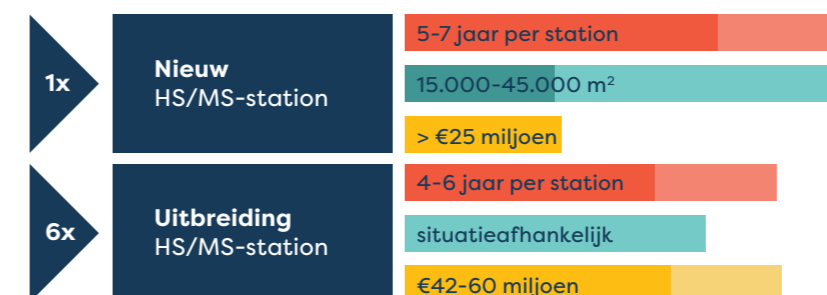 1x
Nieuw
HS/MS-station
5-7 jaar per station
15.000-45.000 m²
> €25 miljoen
6x
Uitbreiding
HS/MS-station
4-6 jaar per station
situatieafhankelijk
€42-60 miljoen